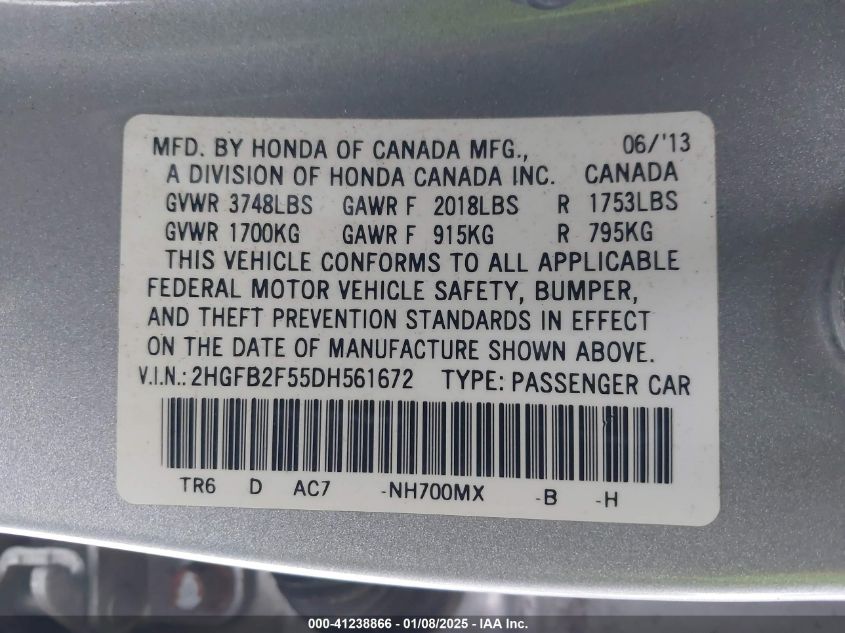 MFD. BY HONDA OF CANADA MFG., 06/'13
A DIVISION OF HONDA CANADA INC. CANADA
GVWR 3748LBS GAWR F 2018LBS R 1753LBS
GVWR 1700KG GAWR F 915KG R 795KG
THIS VEHICLE CONFORMS TO ALL APPLICABLE
FEDERAL MOTOR VEHICLE SAFETY, BUMPER,
AND THEFT PREVENTION STANDARDS IN EFFECT
ON THE DATE OF MANUFACTURE SHOWN ABOVE.
V.I.N.: 2HGFB2F55DH561672 TYPE: PASSENGER CAR
TR6 D AC7 -NH700MX -B -H
000-41238866 - 01/08/2025 - IAA Inc.